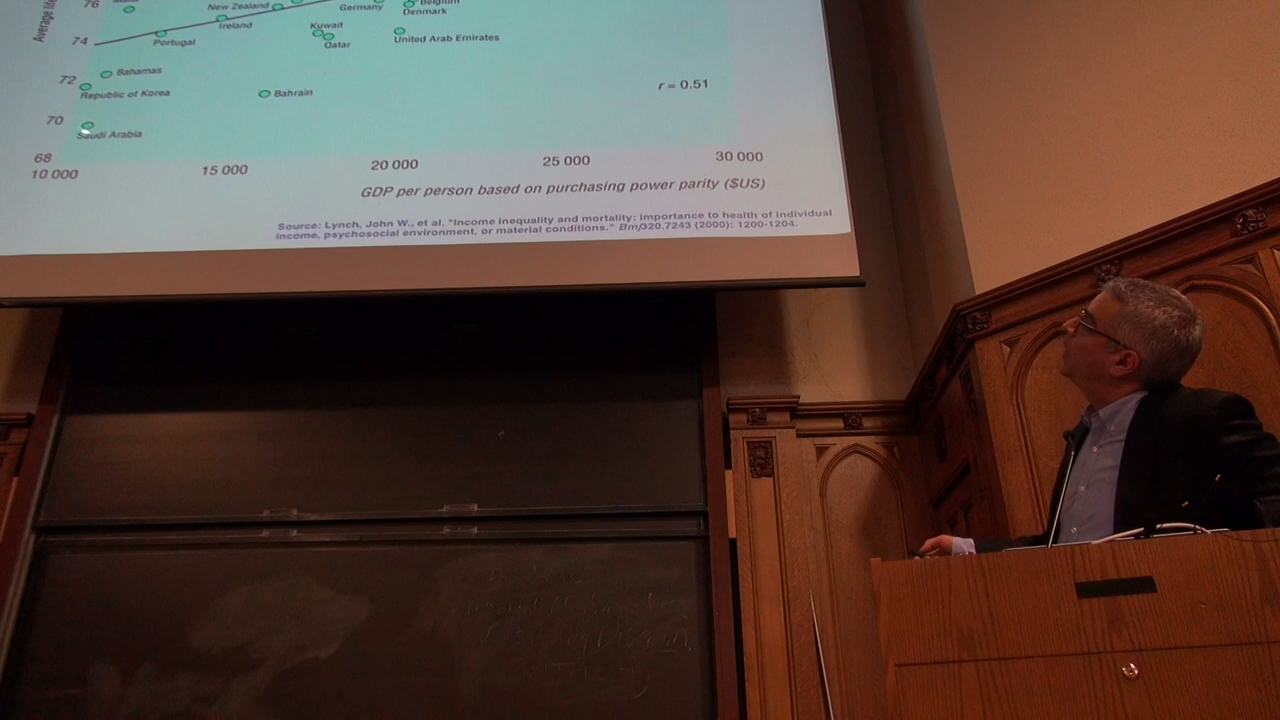 76
New Zealand
Germany
Belgium
Denmark
Average life
Ireland
Kuwait
74
Portugal
Qatar
United Arab Emirates
72
Bahamas
Republic of Korea
Bahrain
r = 0.51
70
Saudi Arabia
68
10 000
15 000
20 000
25 000
30 000
GDP per person based on purchasing power parity ($US)
Source: Lynch, John W., et al. "Income inequality and mortality: importance to health of individual
income, psychosocial environment, or material conditions." Bmj320.7243 (2000): 1200-1204.